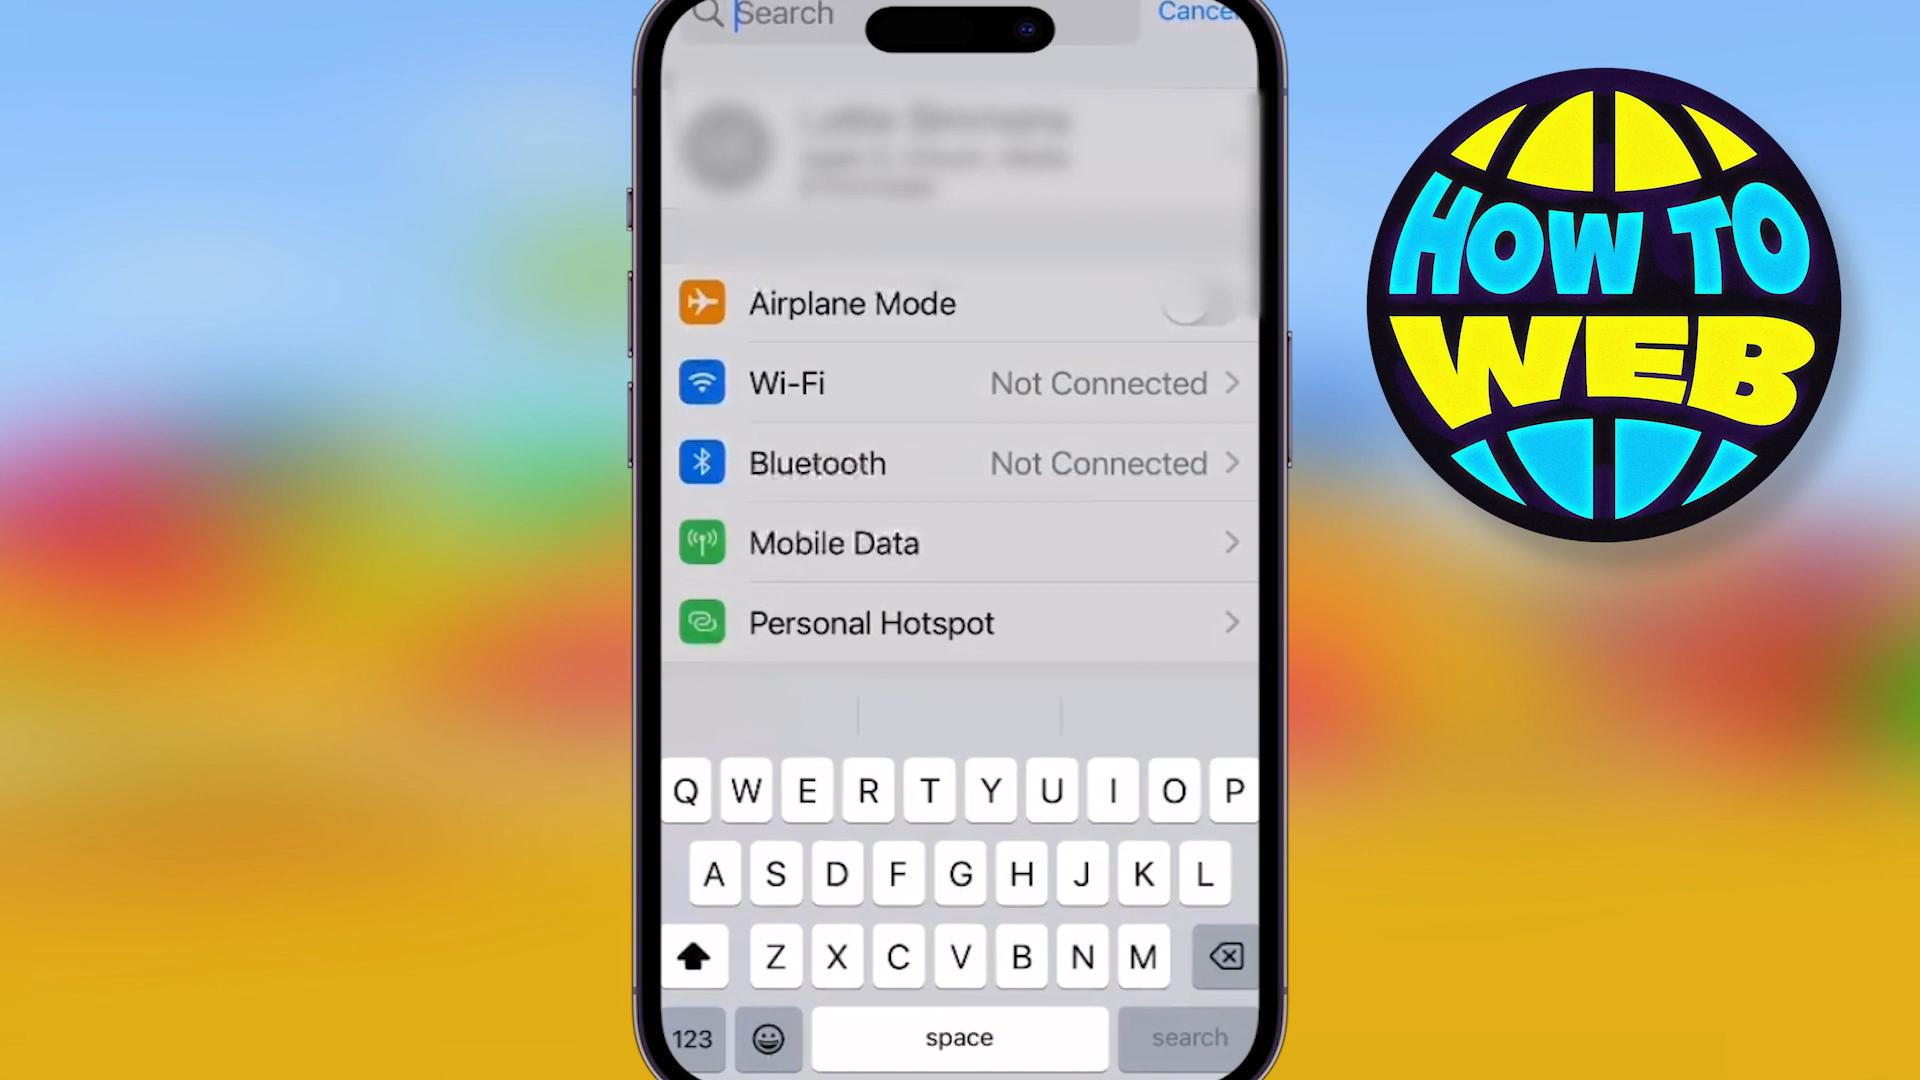 Search
Cancel
Airplane Mode
Wi-Fi
Not Connected
Bluetooth
Not Connected
Mobile Data
Personal Hotspot
Q W E R T Y U I O P
A S D F G H J K L
Z X C V B N M
123
space
search
HOW TO
WEB